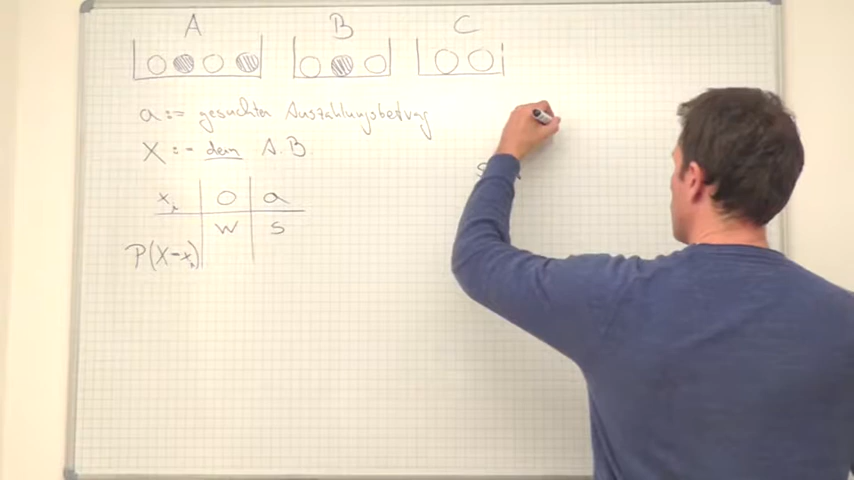 A B C
a := gesuchter Auszahlungsbetrag
X := dem A.B.
xᵢ 0 a
w s
P(X=xᵢ)